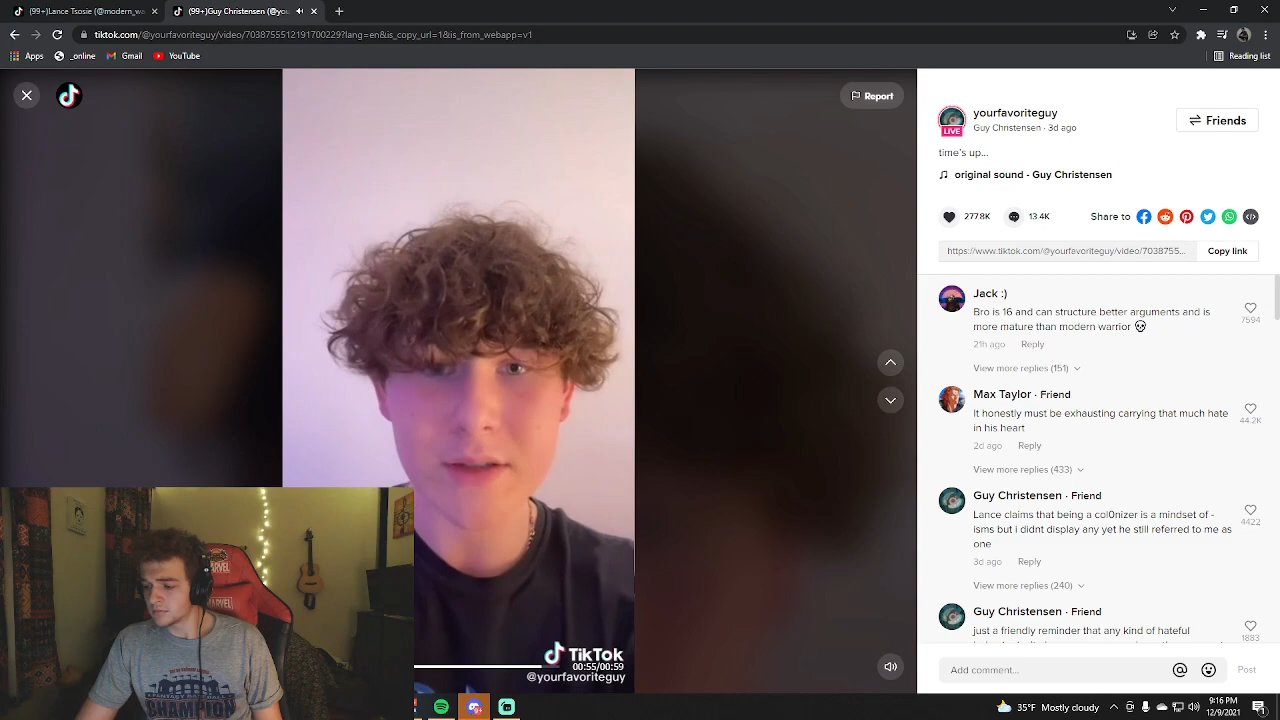 (99+)Lance Tsosie (@modern_wa
(99+)Guy Christensen (@yo
tiktok.com/@yourfavoriteguy/video/7038755512191700229?lang=en&is_copy_url=1&is_from_webapp=v1
Apps
_online
Gmail
YouTube
Reading list
Report
yourfavoriteguy
Guy Christensen · 3d ago
LIVE
Friends
time's up...
original sound - Guy Christensen
277.8K
13.4K
Share to
https://www.tiktok.com/@yourfavoriteguy/video/7038755...
Copy link
Jack :)
Bro is 16 and can structure better arguments and is
more mature than modern warrior 💀
7594
21h ago
Reply
View more replies (151)
Max Taylor · Friend
It honestly must be exhausting carrying that much hate
in his heart
44.2K
2d ago
Reply
View more replies (433)
Guy Christensen · Friend
Lance claims that being a col0nizer is a mindset of -
isms but i didnt display any yet he still referred to me as
one
4422
3d ago
Reply
View more replies (240)
Guy Christensen · Friend
just a friendly reminder that any kind of hateful
1883
Add comment...
Post
TikTok
00:55/00:59
@yourfavoriteguy
MARVEL
MARVEL
FANTASY BASEBALL
CHAMPION
35°F Mostly cloudy
9:16 PM
12/9/2021